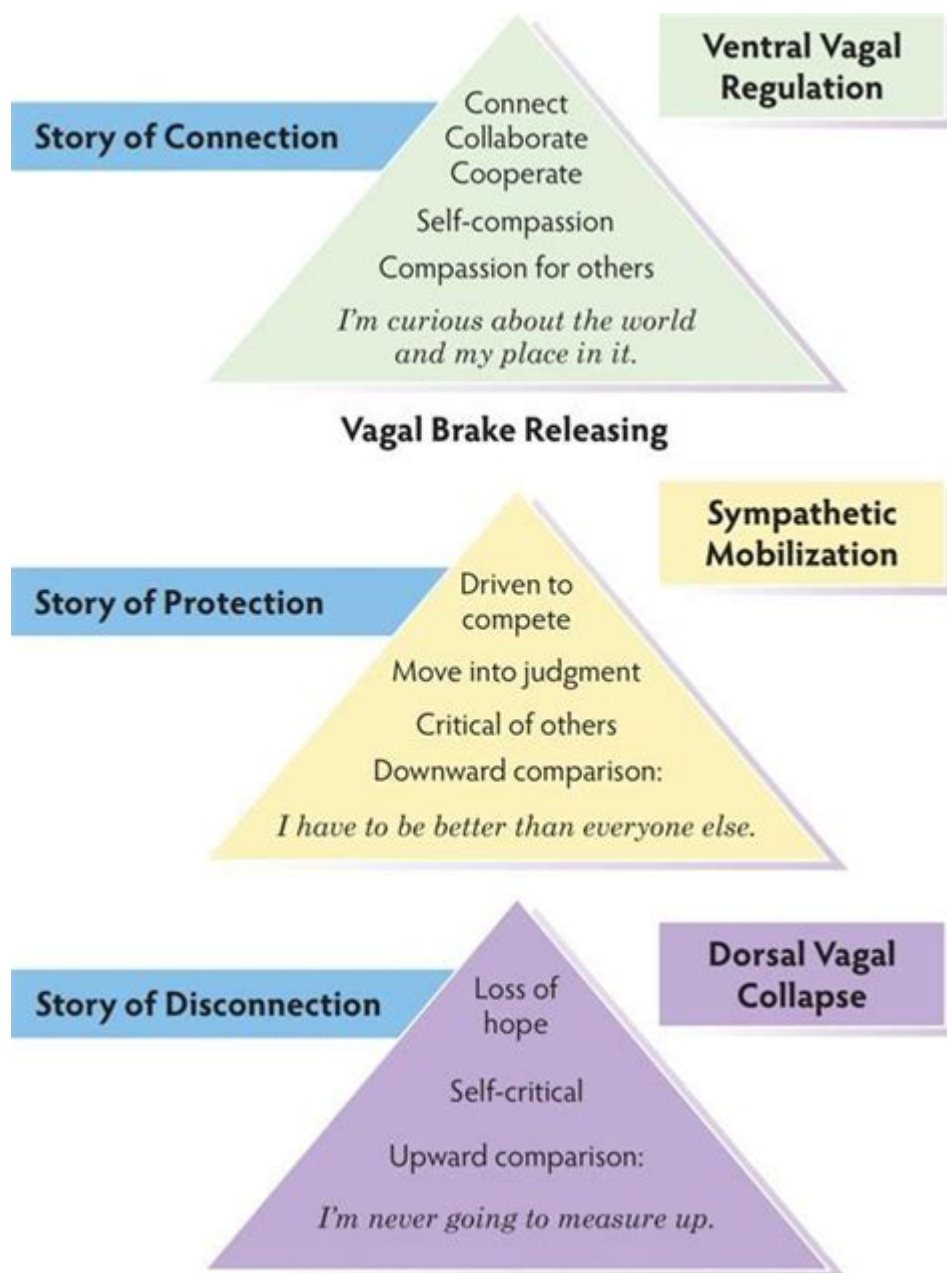 Ventral Vagal
Regulation
Story of Connection
Connect
Collaborate
Cooperate
Self-compassion
Compassion for others
I'm curious about the world
and my place in it.
Vagal Brake Releasing
Sympathetic
Mobilization
Story of Protection
Driven to
compete
Move into judgment
Critical of others
Downward comparison:
I have to be better than everyone else.
Dorsal Vagal
Collapse
Story of Disconnection
Loss of
hope
Self-critical
Upward comparison:
I'm never going to measure up.